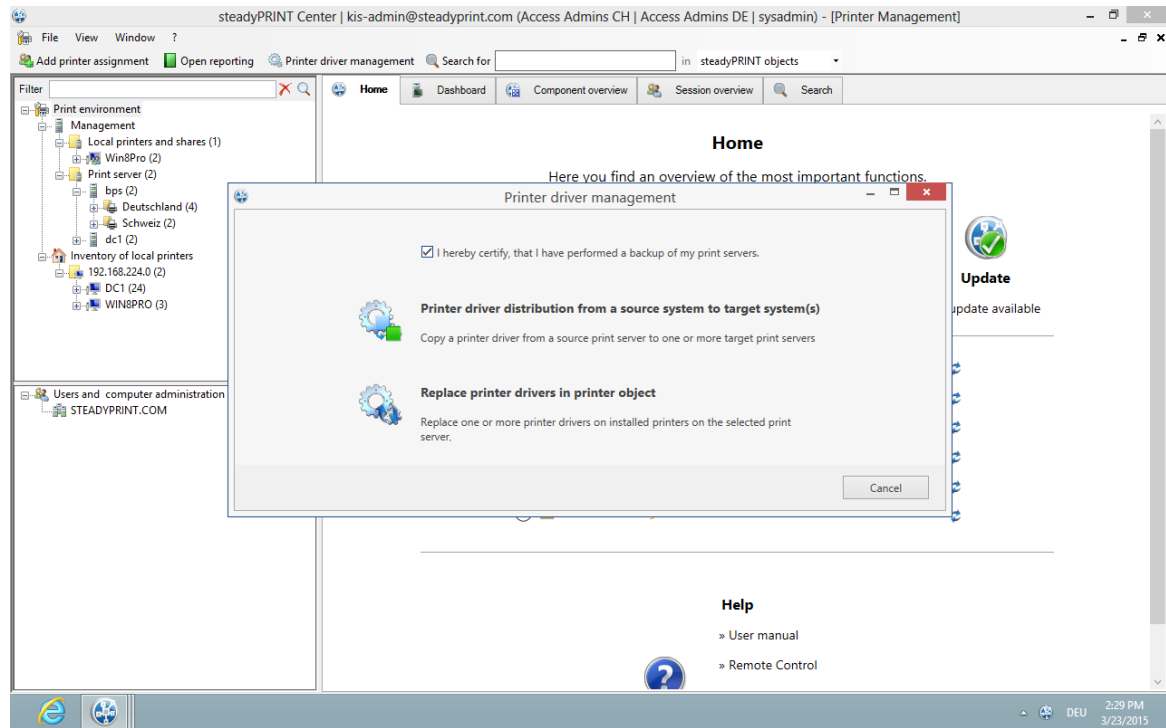 steadyPRINT Center | kis-admin@steadyprint.com (Access Admins CH | Access Admins DE | sysadmin) - [Printer Management]
File View Window ?
Add printer assignment Open reporting Printer driver management Search for in steadyPRINT objects
Filter
Print environment
Management
Local printers and shares (1)
Win8Pro (2)
Print server (2)
bps (2)
Deutschland (4)
Schweiz (2)
dc1 (2)
Inventory of local printers
192.168.224.0 (2)
DC1 (24)
WIN8PRO (3)
Users and computer administration
STEADYPRINT.COM
Home Dashboard Component overview Session overview Search
Home
Here you find an overview of the most important functions.
Update
update available
Printer driver management
I hereby certify, that I have performed a backup of my print servers.
Printer driver distribution from a source system to target system(s)
Copy a printer driver from a source print server to one or more target print servers
Replace printer drivers in printer object
Replace one or more printer drivers on installed printers on the selected print
server.
Cancel
Help
» User manual
» Remote Control
DEU
2:29 PM
3/23/2015